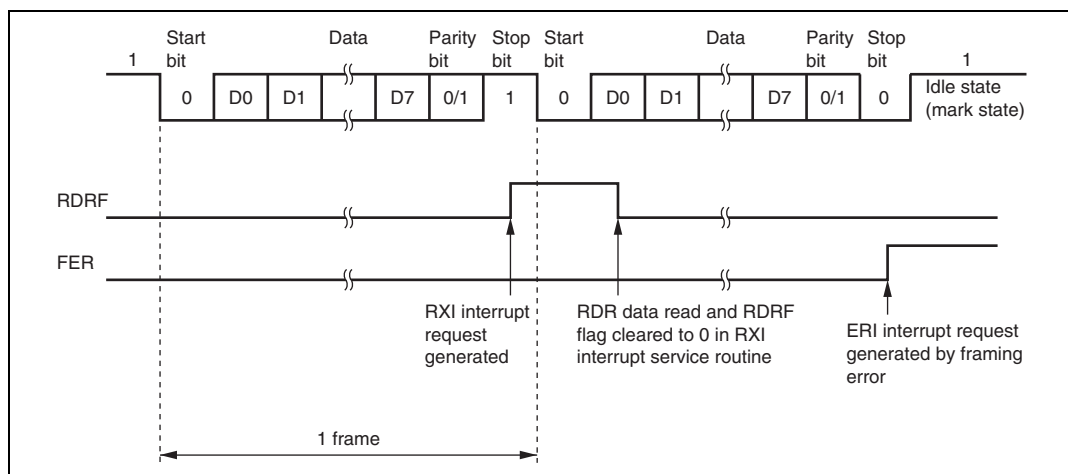 Start bit
Data
Parity bit
Stop bit
Start bit
Data
Parity bit
Stop bit
1
1
0
D0
D1
D7
0/1
1
0
D0
D1
D7
0/1
0
Idle state
(mark state)
RDRF
FER
RXI interrupt
request
generated
RDR data read and RDRF
flag cleared to 0 in RXI
interrupt service routine
ERI interrupt request
generated by framing
error
1 frame